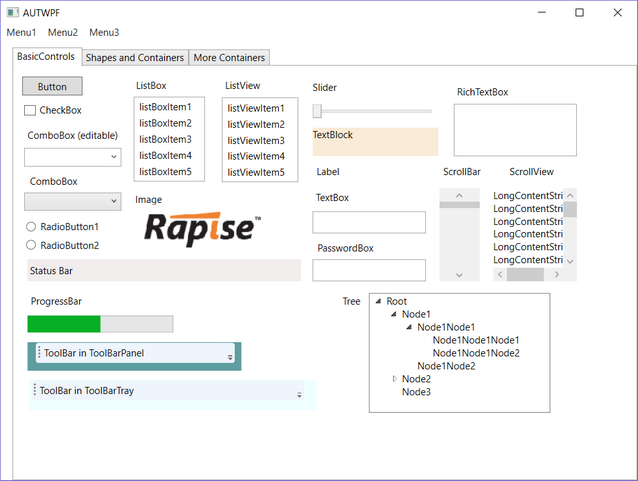 AUTWPF
Menu1 Menu2 Menu3
BasicControls Shapes and Containers More Containers
Button
CheckBox
ComboBox (editable)
ComboBox
RadioButton1
RadioButton2
ListBox
listBoxItem1
listBoxItem2
listBoxItem3
listBoxItem4
listBoxItem5
ListView
listViewItem1
listViewItem2
listViewItem3
listViewItem4
listViewItem5
Image
Rapise™
Status Bar
Slider
TextBlock
Label
TextBox
PasswordBox
RichTextBox
ScrollBar
ScrollView
LongContentStri
LongContentStri
LongContentStri
LongContentStri
LongContentStri
LongContentStri
ProgressBar
ToolBar in ToolBarPanel
ToolBar in ToolBarTray
Tree
Root
Node1
Node1Node1
Node1Node1Node1
Node1Node1Node2
Node1Node2
Node2
Node3